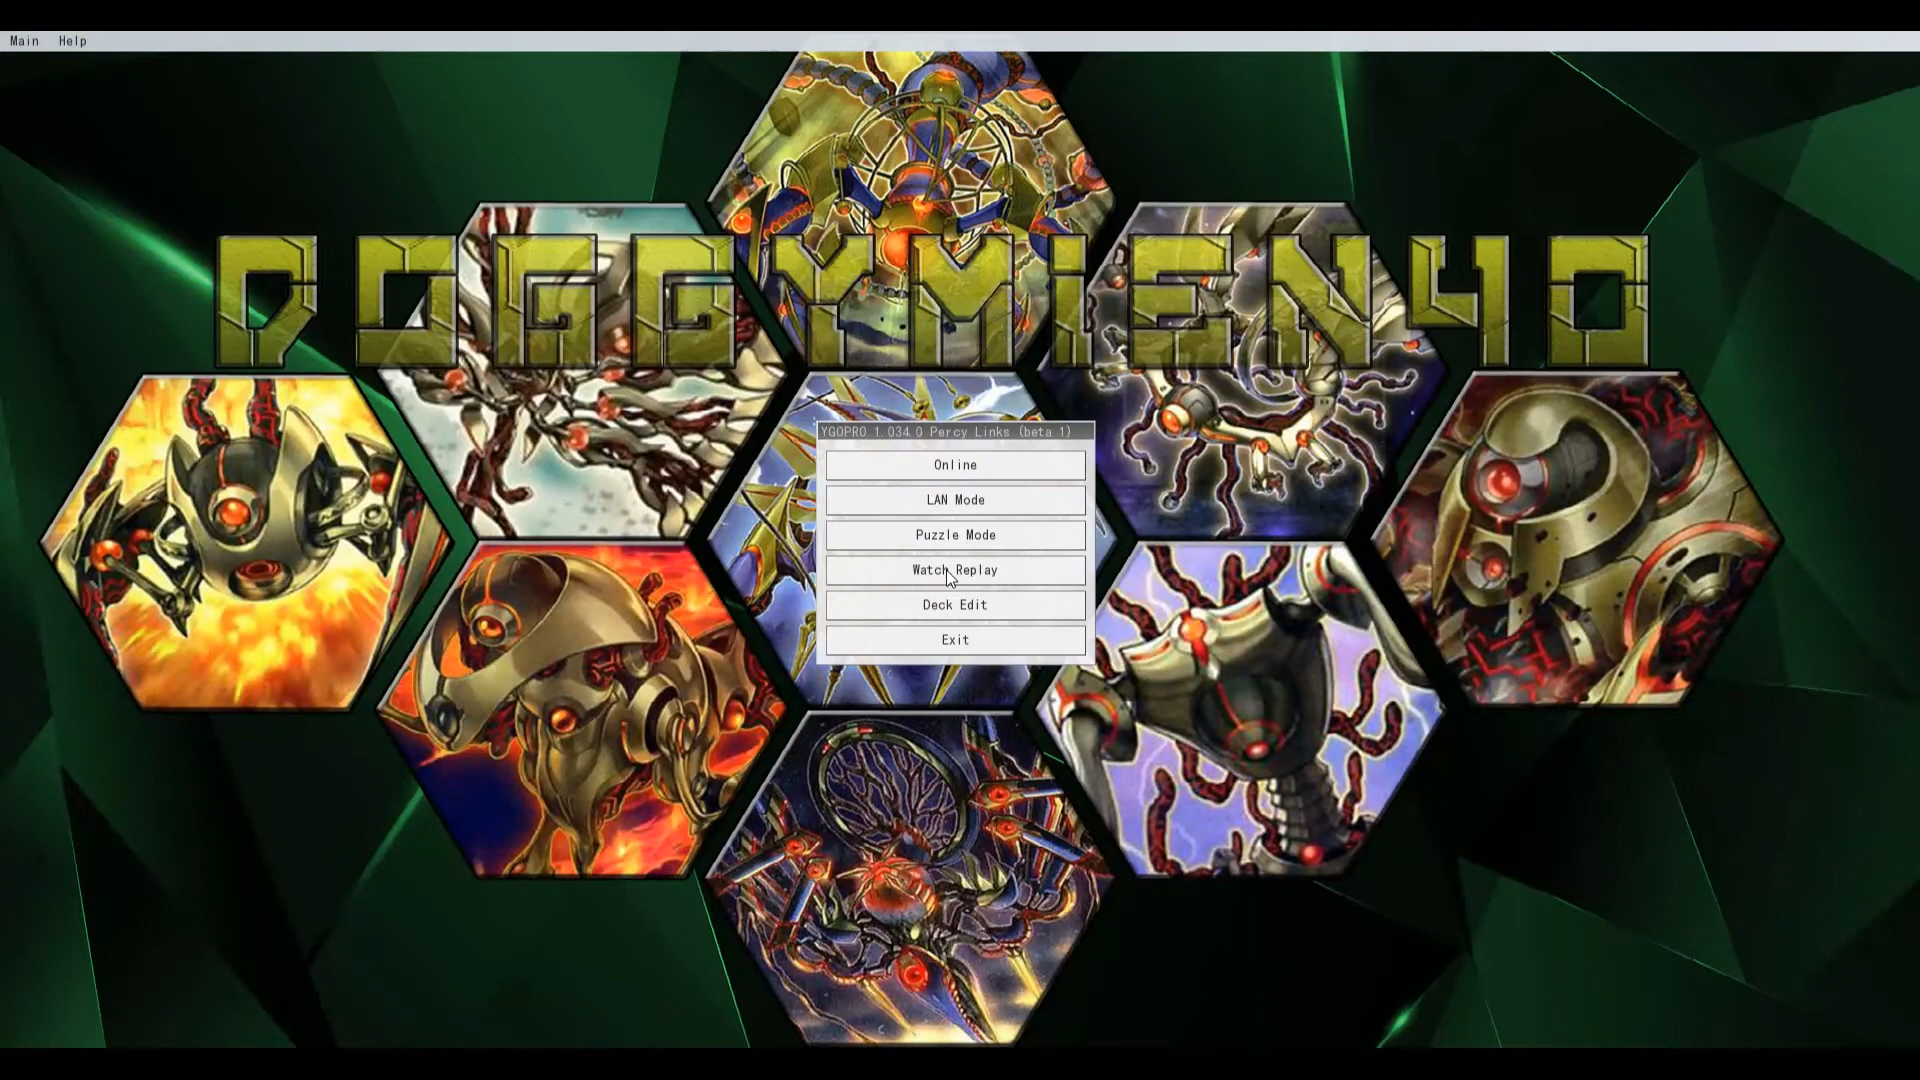 Main Help
POGGYMiEN40
YGOPRO 1.034.0 Percy Links (beta 1)
Online
LAN Mode
Puzzle Mode
Watch Replay
Deck Edit
Exit